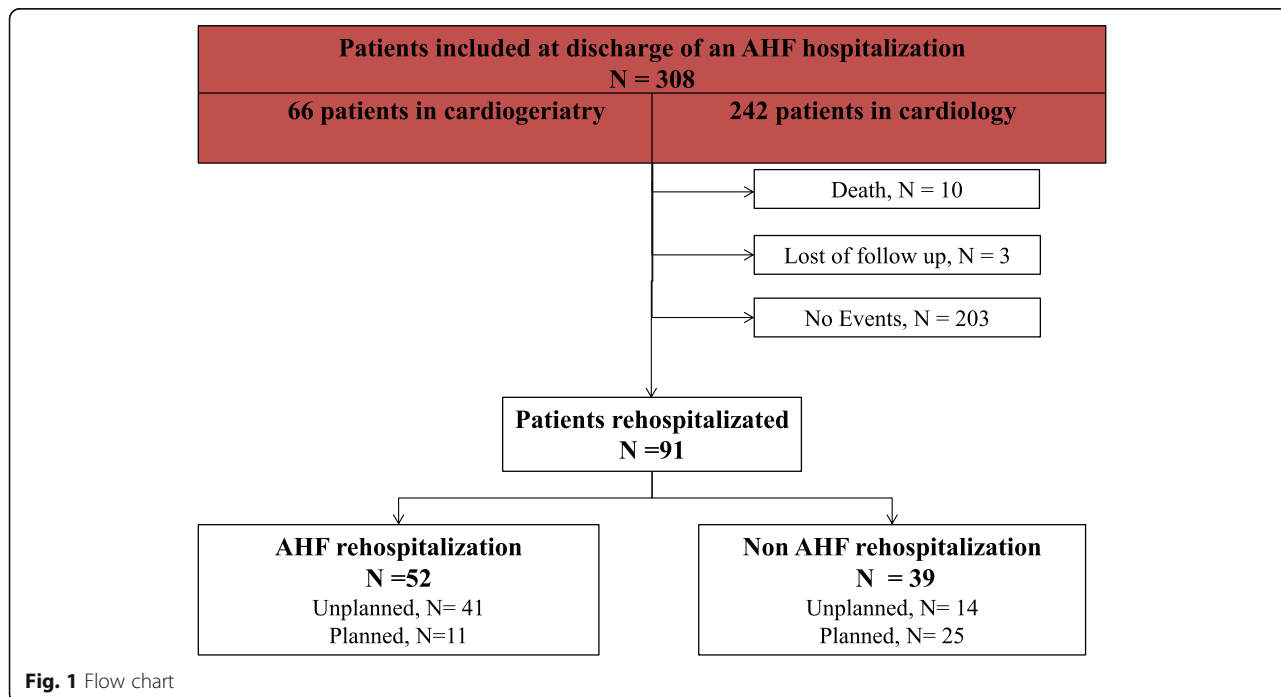 Patients included at discharge of an AHF hospitalization
N = 308
66 patients in cardiogeriatry
242 patients in cardiology
Death, N = 10
Lost of follow up, N = 3
No Events, N = 203
Patients rehospitalizated
N =91
AHF rehospitalization
N =52
Unplanned, N= 41
Planned, N=11
Non AHF rehospitalization
N = 39
Unplanned, N = 14
Planned, N = 25
Fig. 1 Flow chart